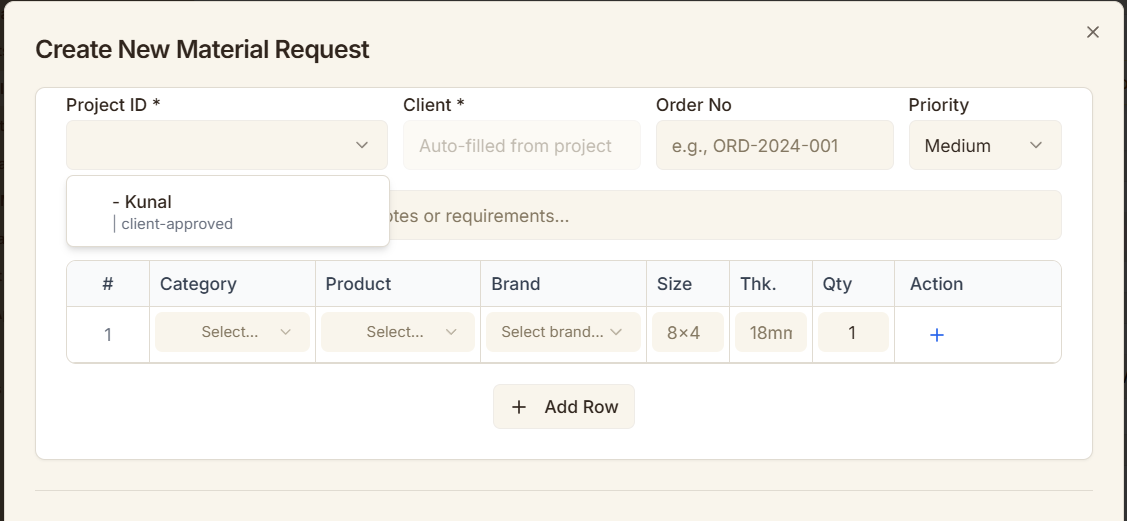 Create New Material Request
Project ID *
Client *
Order No
Priority
Auto-filled from project
e.g., ORD-2024-001
Medium
- Kunal
| client-approved
or requirements...
# Category Product Brand Size Thk. Qty Action
1 Select... Select... Select brand... 8×4 18mm 1 +
+ Add Row